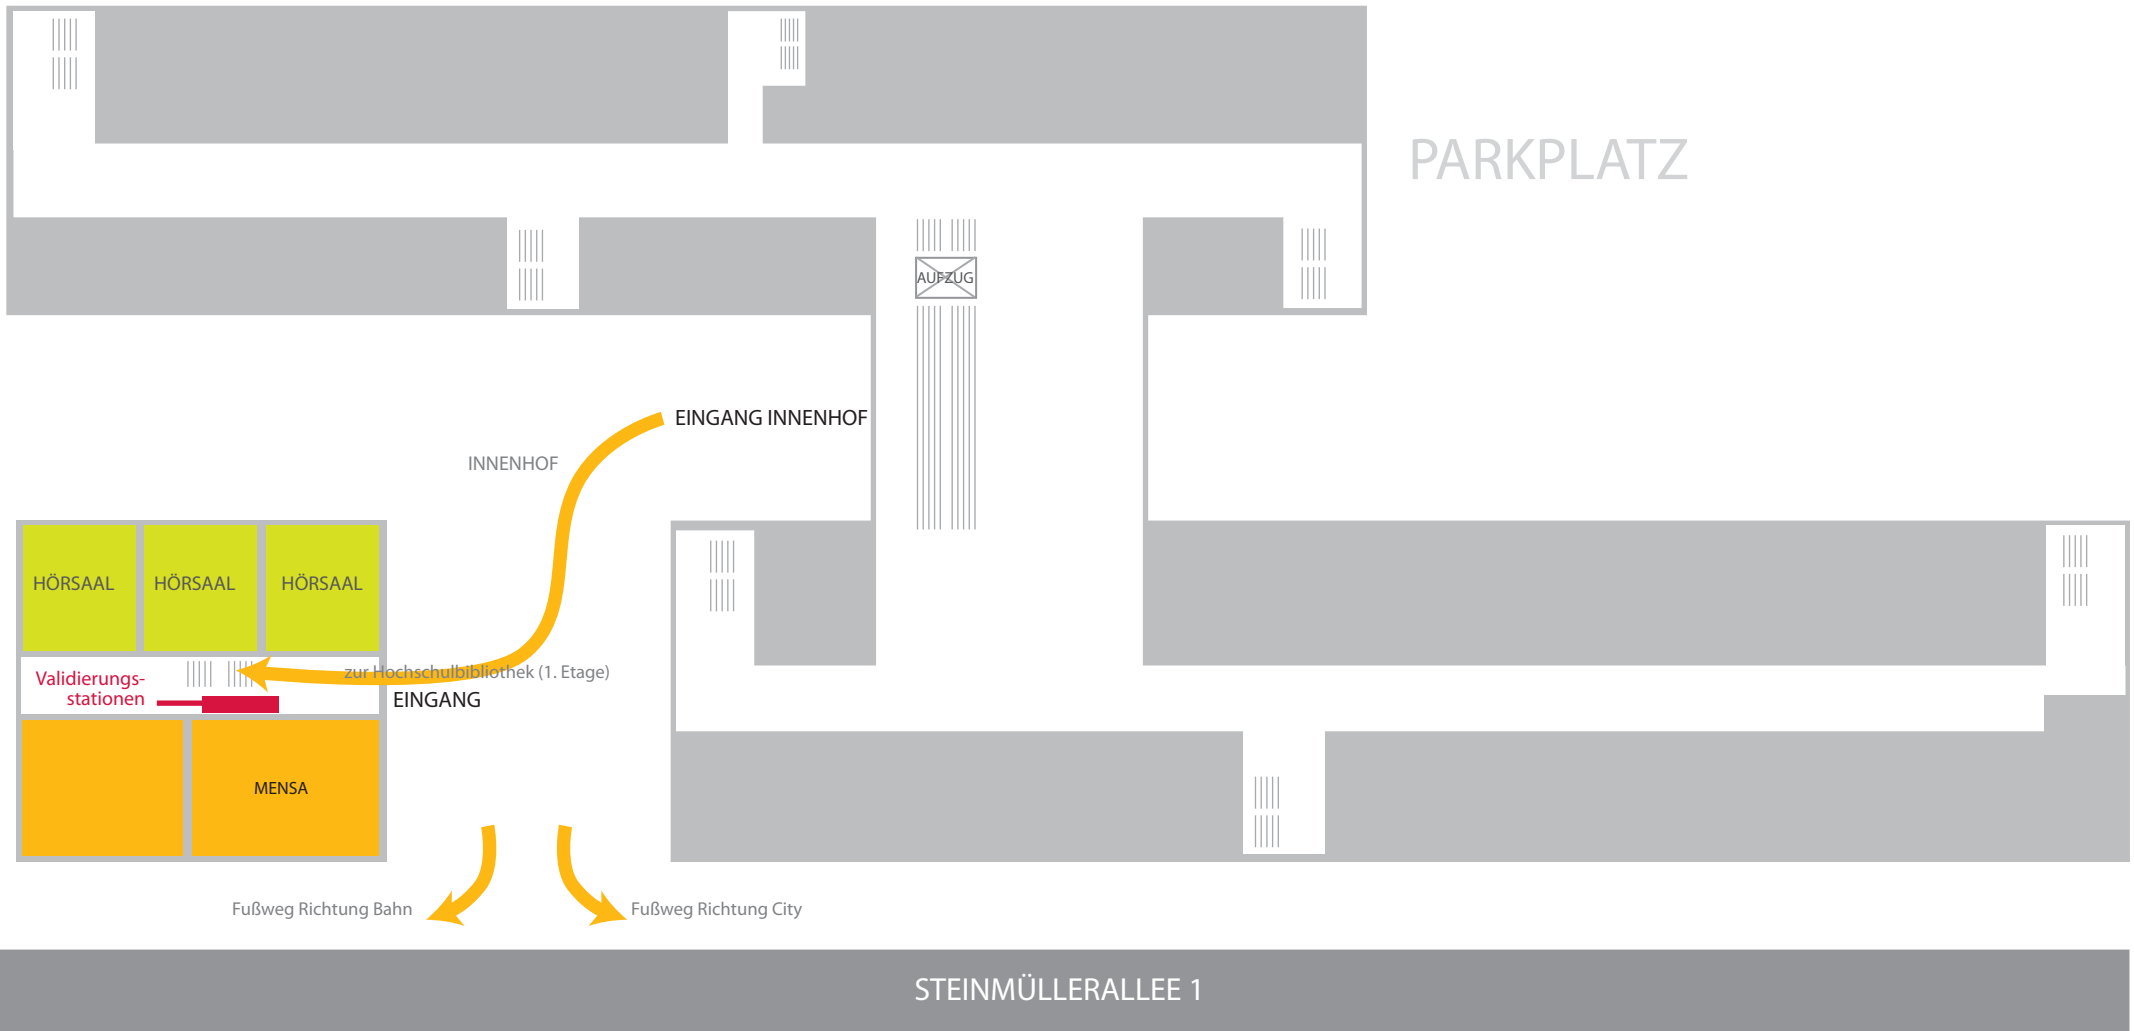 PARKPLATZ
AUFZUG
EINGANG INNENHOF
INNENHOF
HÖRSAAL
HÖRSAAL
HÖRSAAL
zur Hochschulbibliothek (1. Etage)
Validierungs-
stationen
EINGANG
MENSA
Fußweg Richtung Bahn
Fußweg Richtung City
STEINMÜLLERALLEE 1